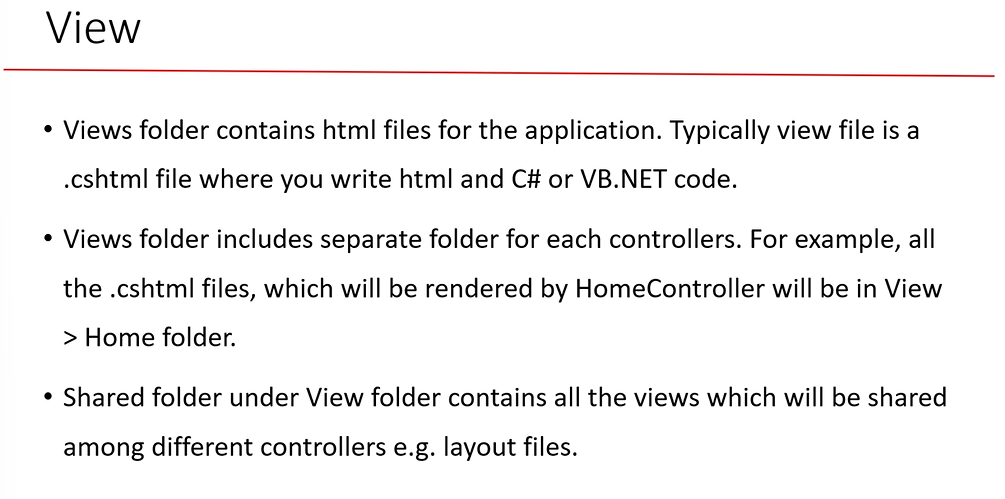 View
• Views folder contains html files for the application. Typically view file is a
.cshtml file where you write html and C# or VB.NET code.
• Views folder includes separate folder for each controllers. For example, all
the .cshtml files, which will be rendered by HomeController will be in View
> Home folder.
• Shared folder under View folder contains all the views which will be shared
among different controllers e.g. layout files.